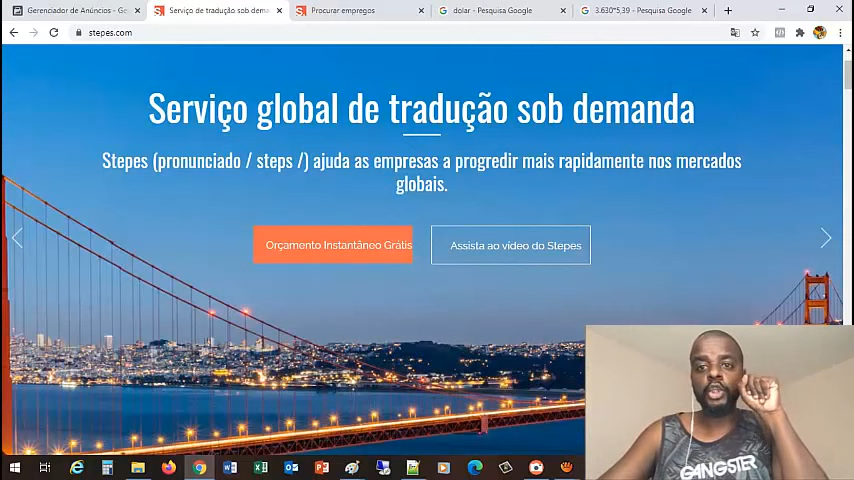 Gerenciador de Anúncios - Ger
Serviço de tradução sob dema
Procurar empregos
dolar - Pesquisa Google
3.630*5,39 - Pesquisa Google
stepes.com
Serviço global de tradução sob demanda
Stepes (pronunciado / steps /) ajuda as empresas a progredir mais rapidamente nos mercados
globais.
Orçamento Instantâneo Grátis
Assista ao vídeo do Stepes
GANGSTER